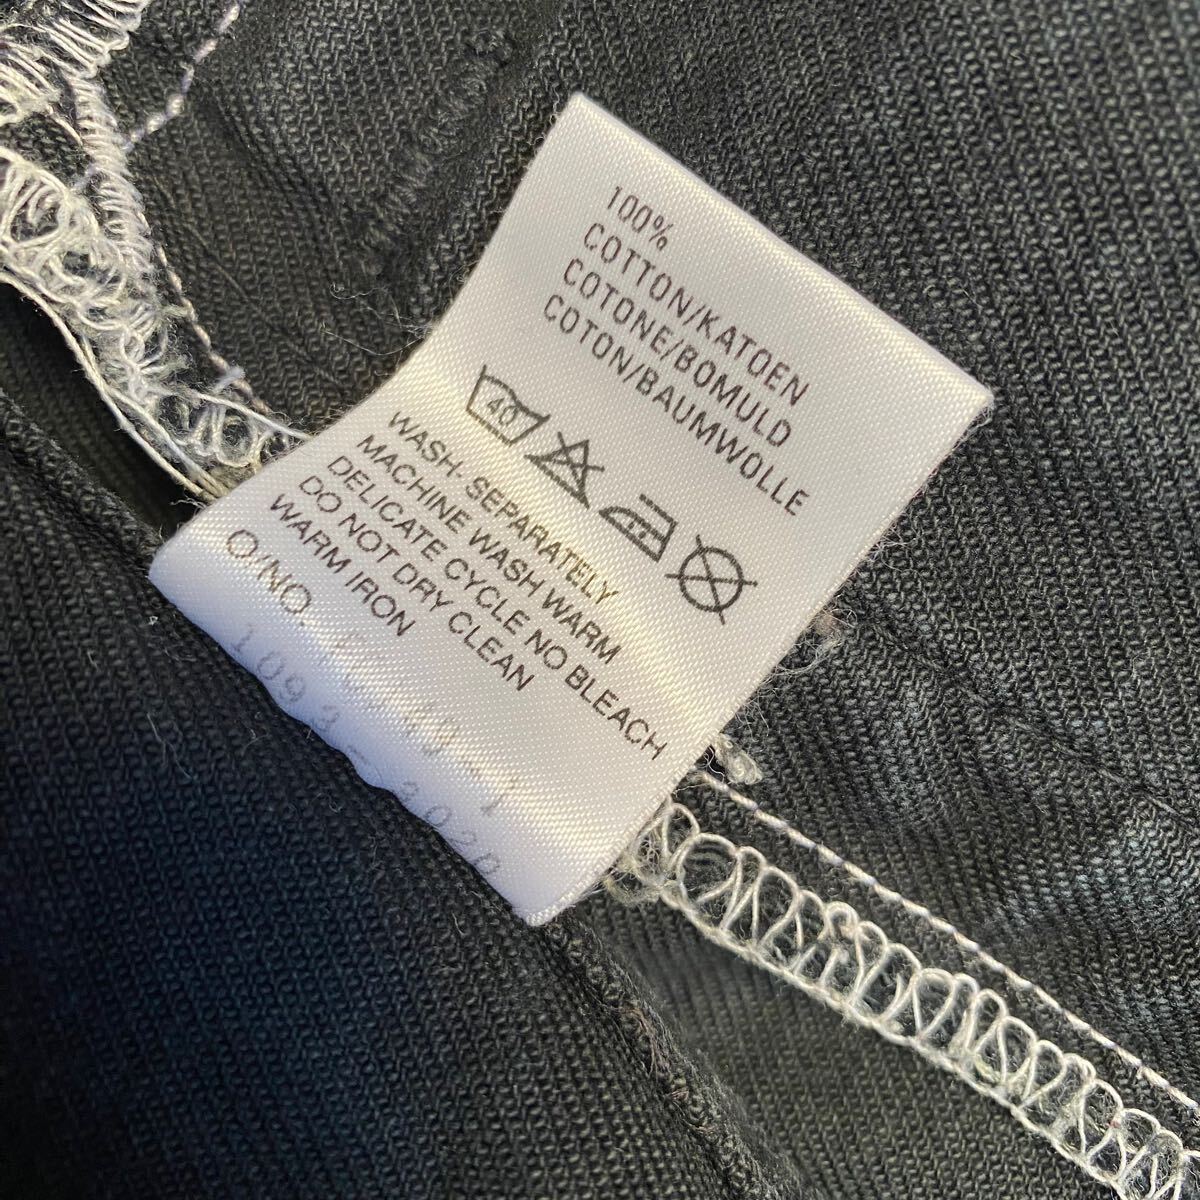 100%
COTTON/KATOEN
COTONE/BOMULD
COTON/BAUMWOLLE
40
WASH SEPARATELY
MACHINE WASH WARM
DELICATE CYCLE NO BLEACH
DO NOT DRY CLEAN
WARM IRON
O/NO.